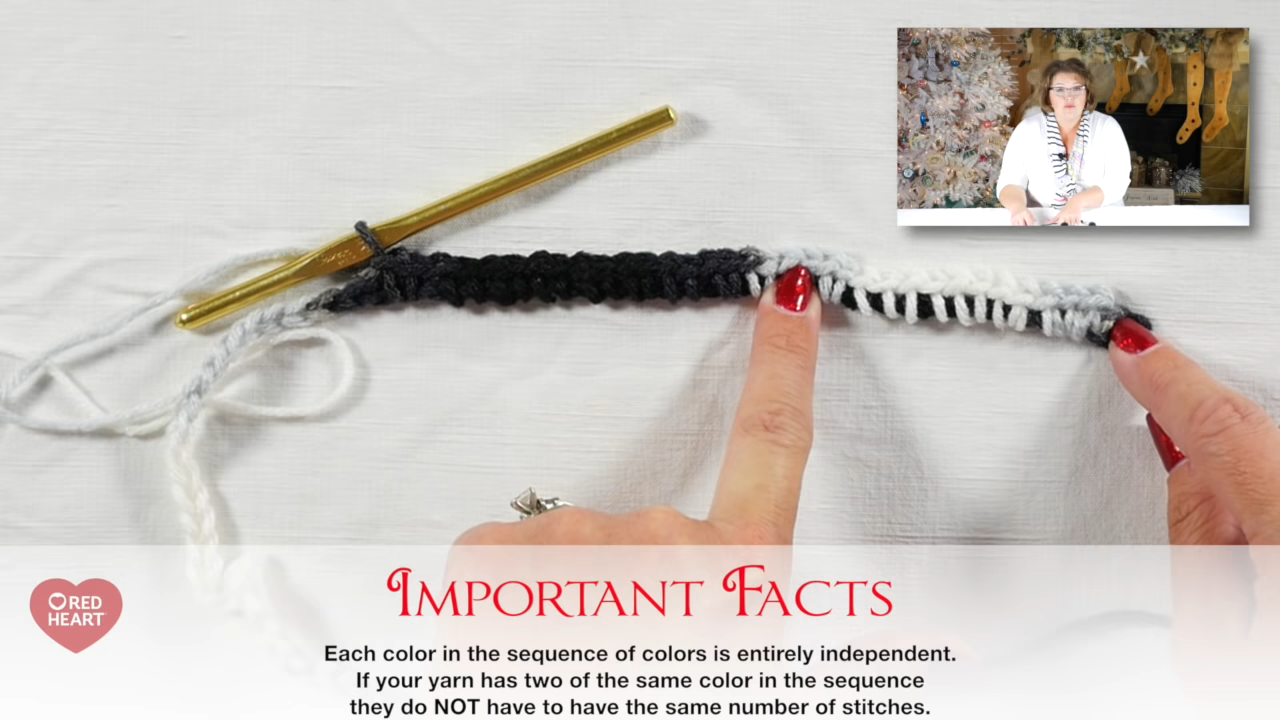 IMPORTANT FACTS
RED
HEART
Each color in the sequence of colors is entirely independent.
If your yarn has two of the same color in the sequence
they do NOT have to have the same number of stitches.